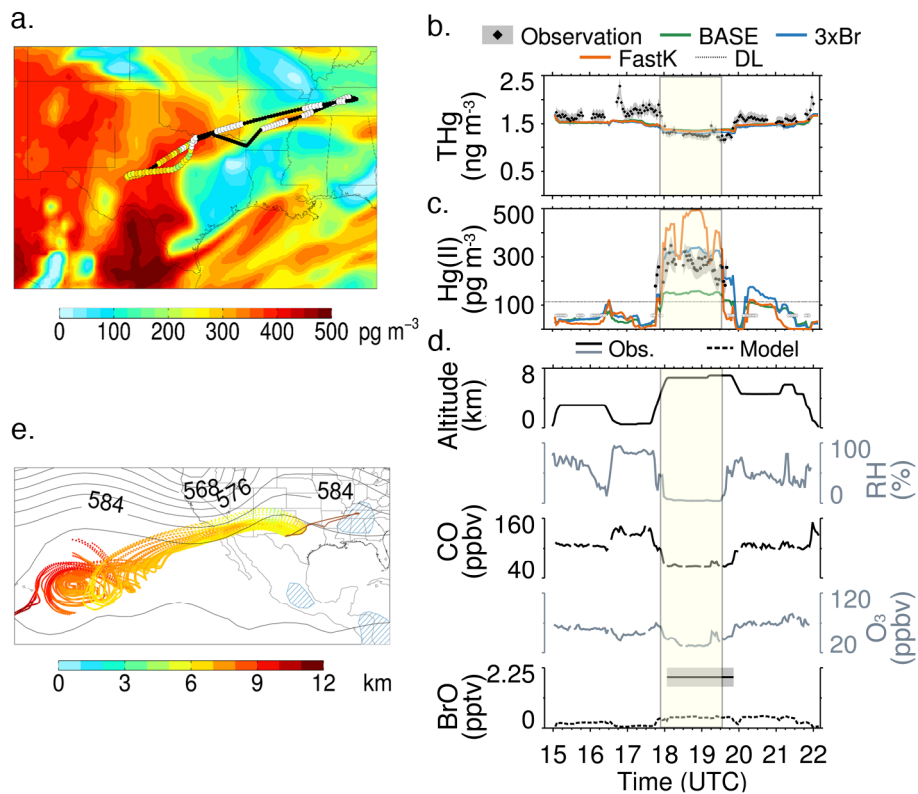 a.
0 100 200 300 400 500 pg m⁻³
e.
584 568 576 584
0 3 6 9 12 km
b.
Observation BASE 3xBr
FastK DL
THg
(ng m⁻³)
2.5
1.5
0.5
c.
Hg(II)
(pg m⁻³)
500
300
100
d.
Obs. Model
Altitude
(km)
8
0
100
0
RH
(%)
CO
(ppbv)
160
40
120
20
O₃
(ppbv)
BrO
(pptv)
2.25
0
15 16 17 18 19 20 21 22
Time (UTC)